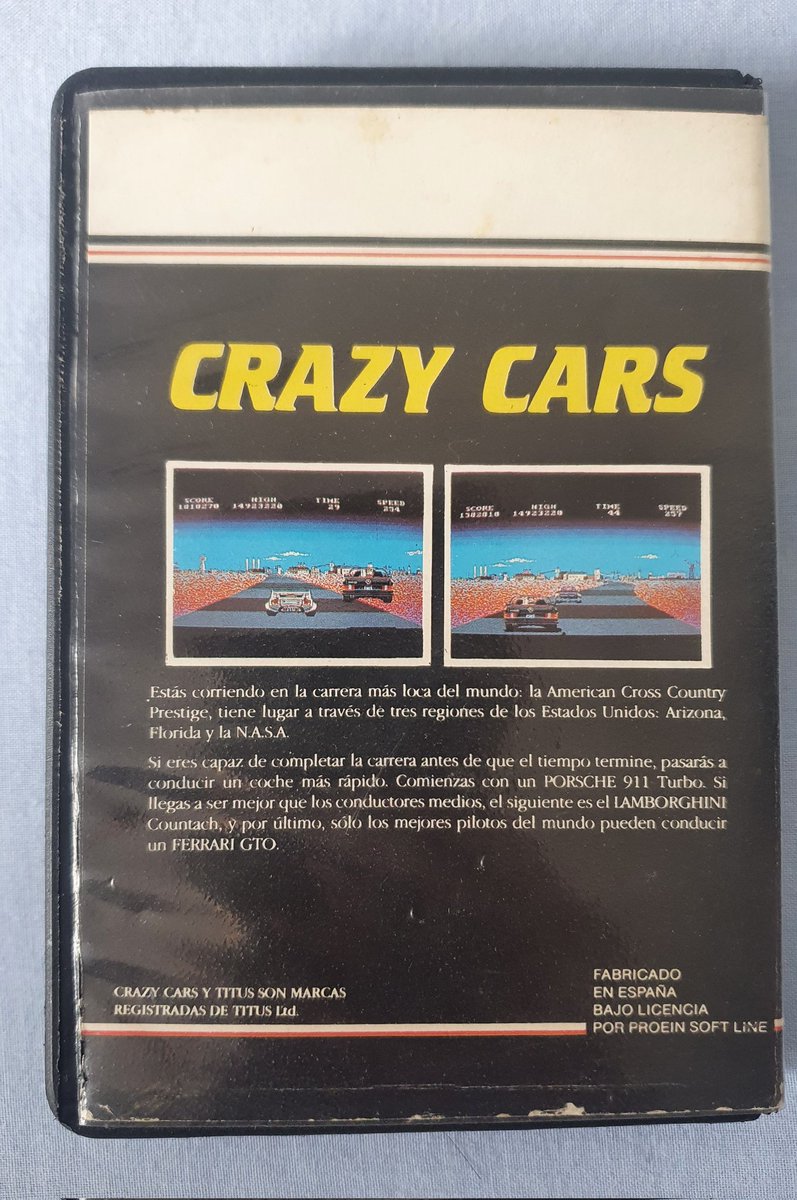 CRAZY CARS
SCORE HIGH TIME SPEED
1810270 14923220 29 254
SCORE HIGH TIME SPEED
1382810 14923220 44 257
Estás corriendo en la carrera más loca del mundo: la American Cross Country
Prestige, tiene lugar a través de tres regiones de los Estados Unidos: Arizona,
Florida y la N.A.S.A.
Si eres capaz de completar la carrera antes de que el tiempo termine, pasarás a
conducir un coche más rápido. Comienzas con un PORSCHE 911 Turbo. Si
llegas a ser mejor que los conductores medios, el siguiente es el LAMBORGHINI
Countach, y por último, sólo los mejores pilotos del mundo pueden conducir
un FERRARI GTO.
CRAZY CARS Y TITUS SON MARCAS
REGISTRADAS DE TITUS Ltd.
FABRICADO
EN ESPAÑA
BAJO LICENCIA
POR PROEIN SOFT LINE